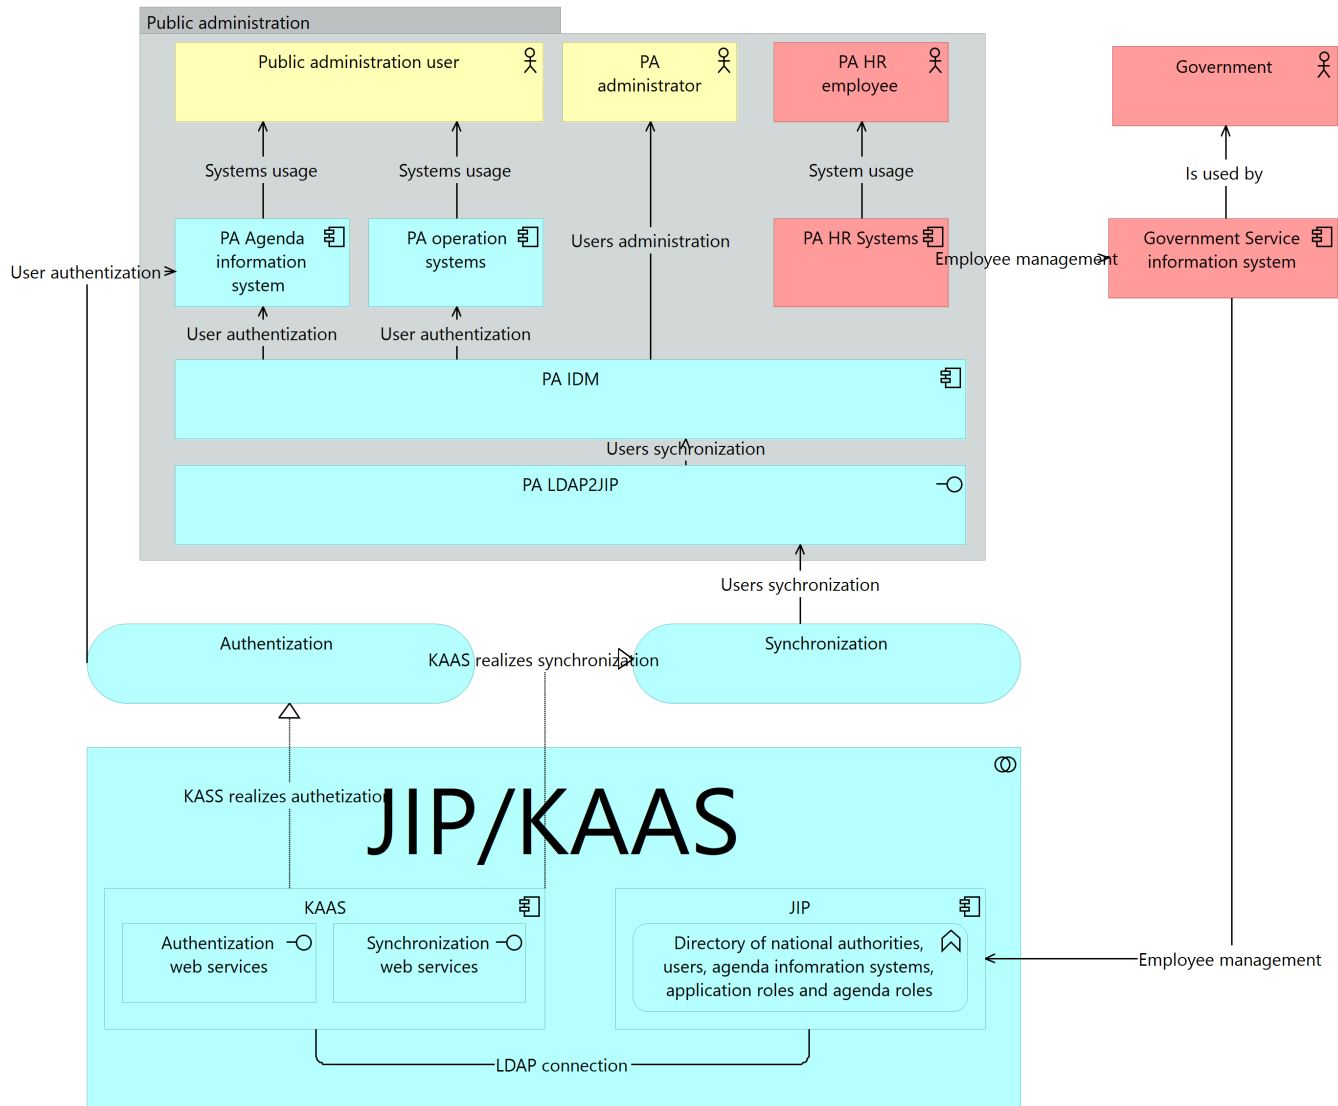 Public administration
Public administration user
PA
administrator
PA HR
employee
Government
Systems usage
Systems usage
System usage
Is used by
PA Agenda
information
system
PA operation
systems
Users administration
PA HR Systems
Employee management
Government Service
information system
User authentization
User authentization
User authentization
PA IDM
Users sychronization
PA LDAP2JIP
Users sychronization
Authentization
KAAS realizes synchronization
Synchronization
KASS realizes authetization
JIP/KAAS
KAAS
Authentization
web services
Synchronization
web services
JIP
Directory of national authorities,
users, agenda infomration systems,
application roles and agenda roles
Employee management
LDAP connection